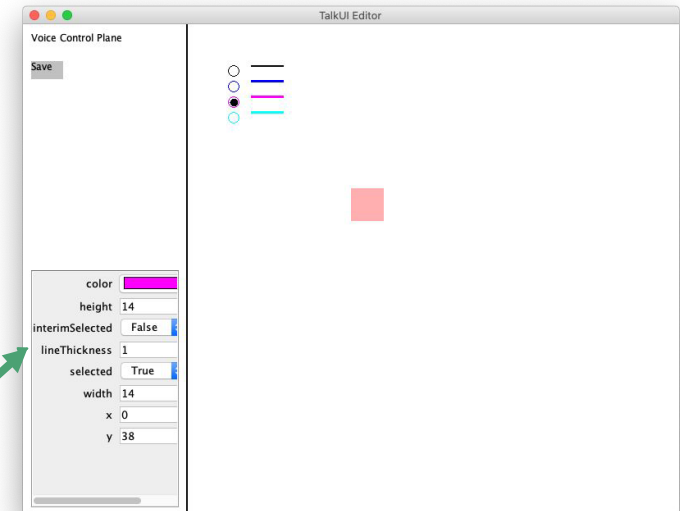 TalkUI Editor
Voice Control Plane
Save
color
height 14
interimSelected False
lineThickness 1
selected True
width 14
x 0
y 38